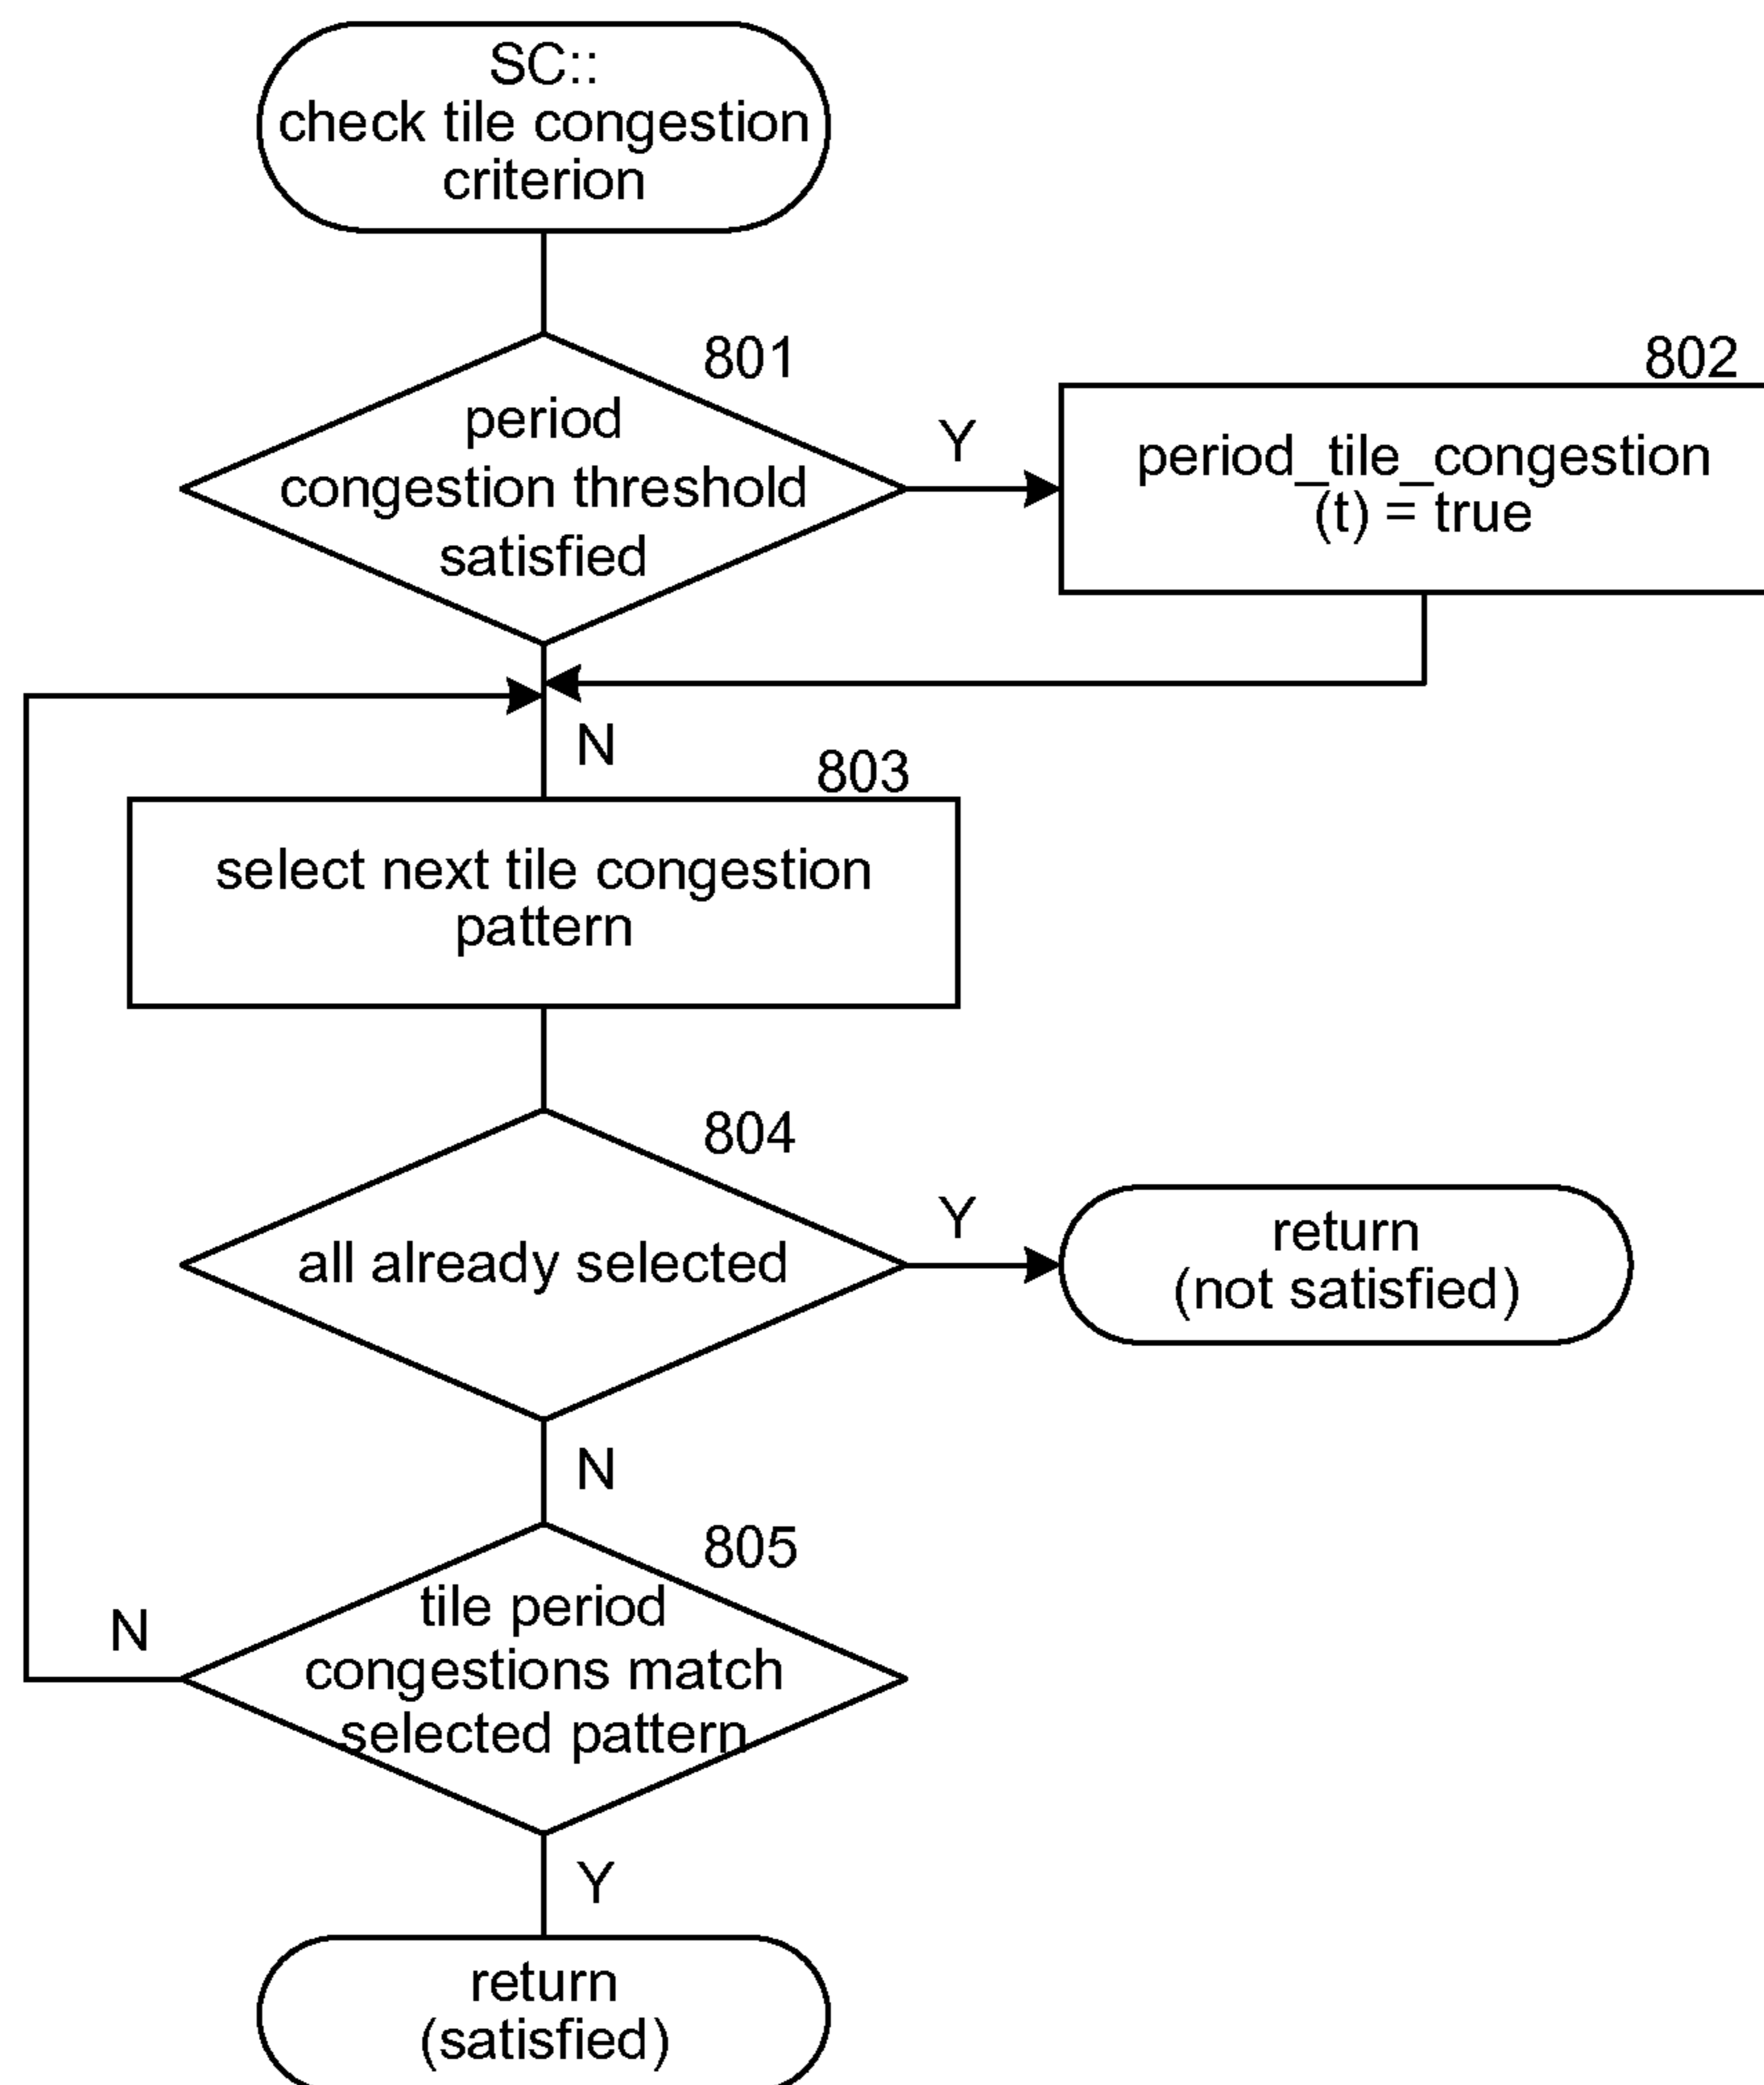 SC::
check tile congestion
criterion
801
period
congestion threshold
satisfied
Y
802
period_tile_congestion
(t) = true
N
803
select next tile congestion
pattern
804
all already selected
Y
return
(not satisfied)
N
805
tile period
congestions match
selected pattern
N
Y
return
(satisfied)